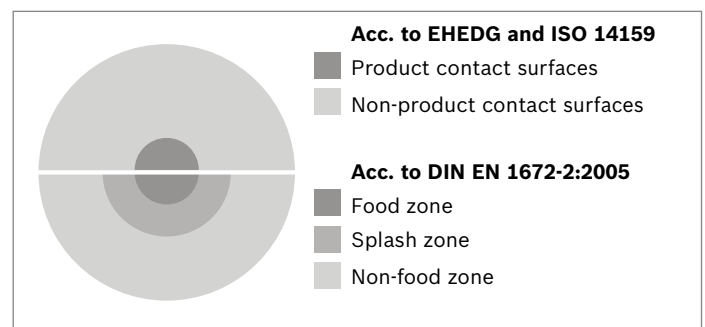 Acc. to EHEDG and ISO 14159
Product contact surfaces
Non-product contact surfaces
Acc. to DIN EN 1672-2:2005
Food zone
Splash zone
Non-food zone